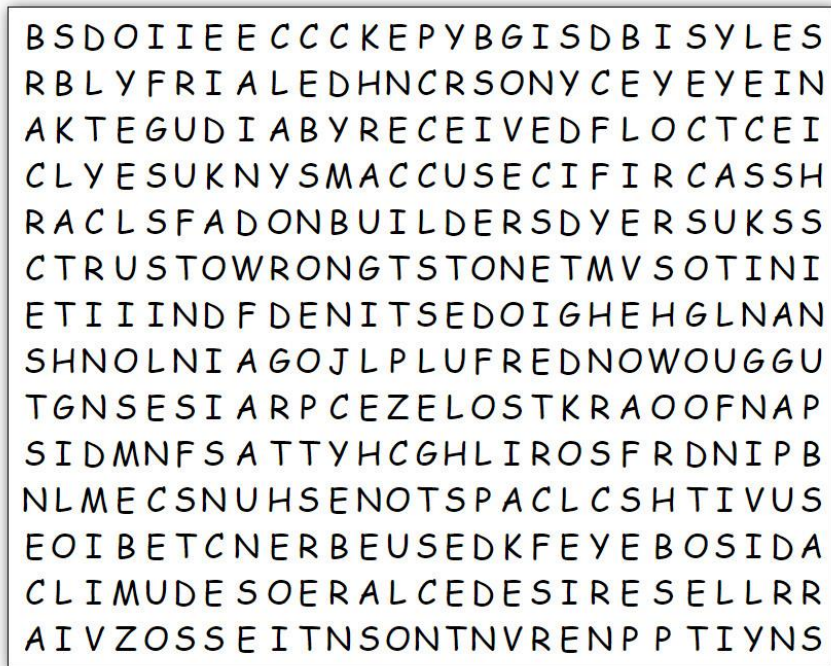 BSDOIIEECCCKEPYBGISDBISYLES
RBLYFRIALEDHNCRSONYCEYEYEIN
AKTEGUDIABYRECEIVEDFLOCTCEI
CLYESUKNYSMACCUSECIFIRCASSH
RACLSFADONBUILDERSDYERSUKSS
CTRUSTOWRONGTSTONETMVSOTINI
ETIIINDFDENITSEDOIGHEHGLNAN
SHNOLNIAGOJLPLUFREDNOWOUGGU
TGNSESIARPCEZELOSTKRAOOFNAP
SIDMNFSATTYHCGHLIROSFRDNIPB
NLMECSNUHSENOTSPACLCSHTIVUS
EOIBETCNERBEUSEDKFEYEBOSIDA
CLIMUDESOERALCEDESIRESELLRR
AIVZOSSEITNSONTNVRENPPTIYNS